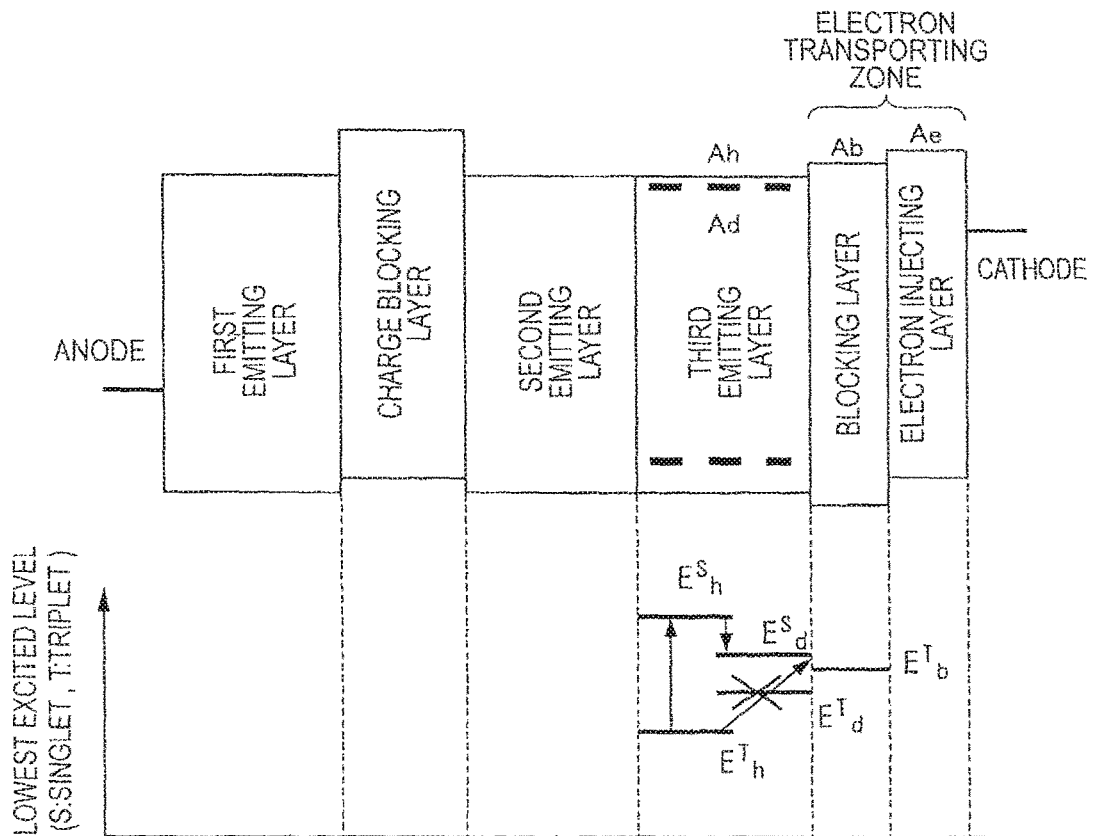 ELECTRON
TRANSPORTING
ZONE
Ah
Ab
Ae
Ad
ANODE
FIRST
EMITTING
LAYER
CHARGE BLOCKING
LAYER
SECOND
EMITTING
LAYER
THIRD
EMITTING
LAYER
BLOCKING LAYER
ELECTRON INJECTING
LAYER
CATHODE
LOWEST EXCITED LEVEL
(S:SINGLET, T:TRIPLET)
E^S_h
E^S_d
E^T_b
E^T_d
E^T_h